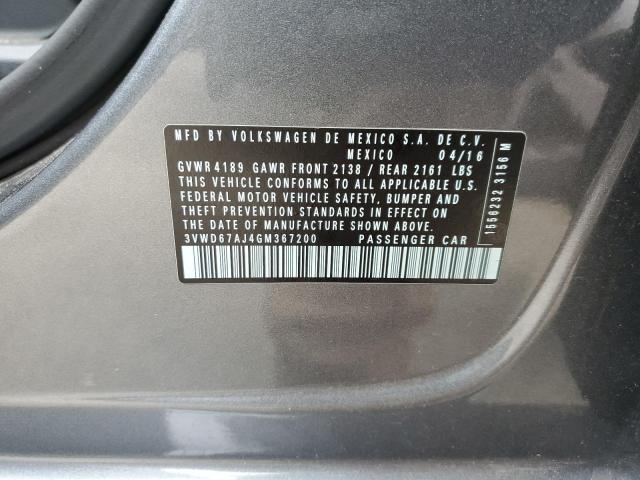 MFD BY VOLKSWAGEN DE MEXICO S.A. DE C.V.
MEXICO 04/16
GVWR 4189 GAWR FRONT 2138 / REAR 2161 LBS
THIS VEHICLE CONFORMS TO ALL APPLICABLE U.S.
FEDERAL MOTOR VEHICLE SAFETY, BUMPER AND
THEFT PREVENTION STANDARDS IN EFFECT ON
THE DATE OF MANUFACTURE SHOWN ABOVE.
3VWD67AJ4GM367200 PASSENGER CAR
1556232 3156 M